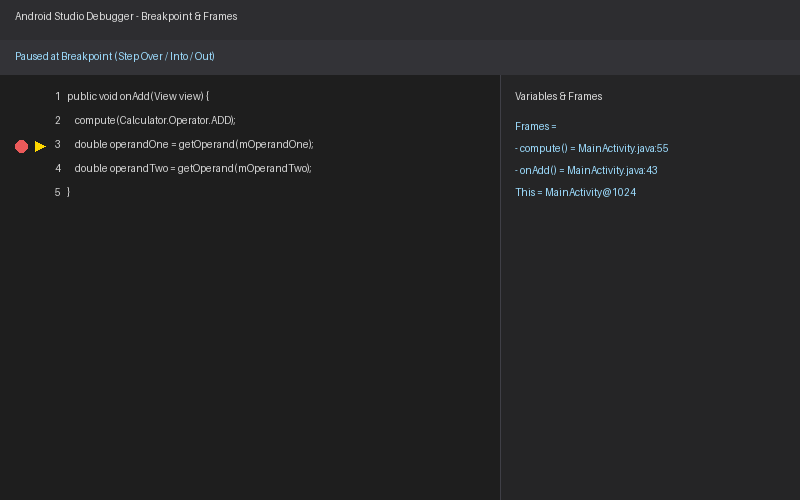 Android Studio Debugger - Breakpoint & Frames
Paused at Breakpoint (Step Over / Into / Out)
1 public void onAdd(View view) {
2 compute(Calculator.Operator.ADD);
3 double operandOne = getOperand(mOperandOne);
4 double operandTwo = getOperand(mOperandTwo);
5 }
Variables & Frames
Frames =
- compute() = MainActivity.java:55
- onAdd() = MainActivity.java:43
This = MainActivity@1024